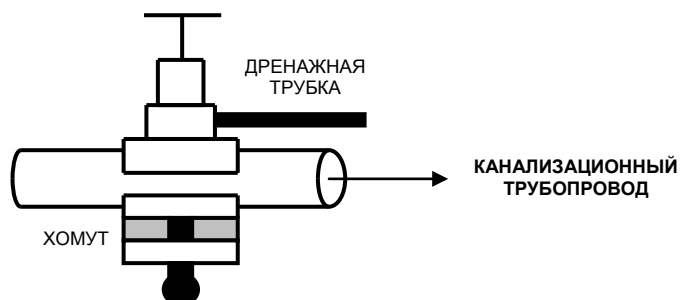 ДРЕНАЖНАЯ
ТРУБКА
КАНАЛИЗАЦИОННЫЙ
ТРУБОПРОВОД
ХОМУТ